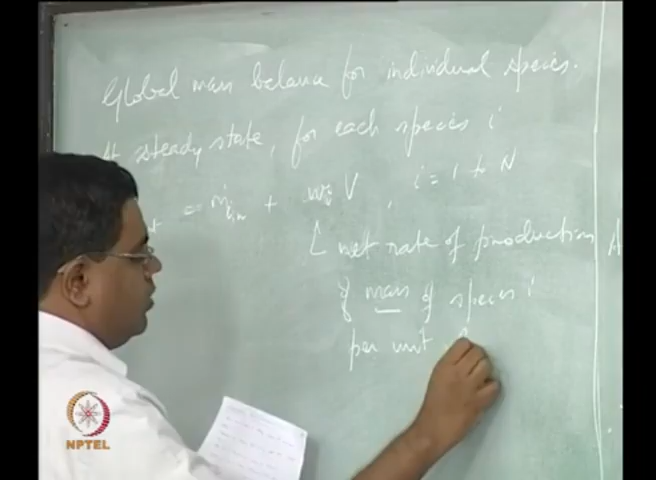 Global mass balance for individual species.
At steady state, for each species i
= ṁi,in + ẇi V, i = 1 to N
net rate of production
of mass of species i
per unit
NPTEL